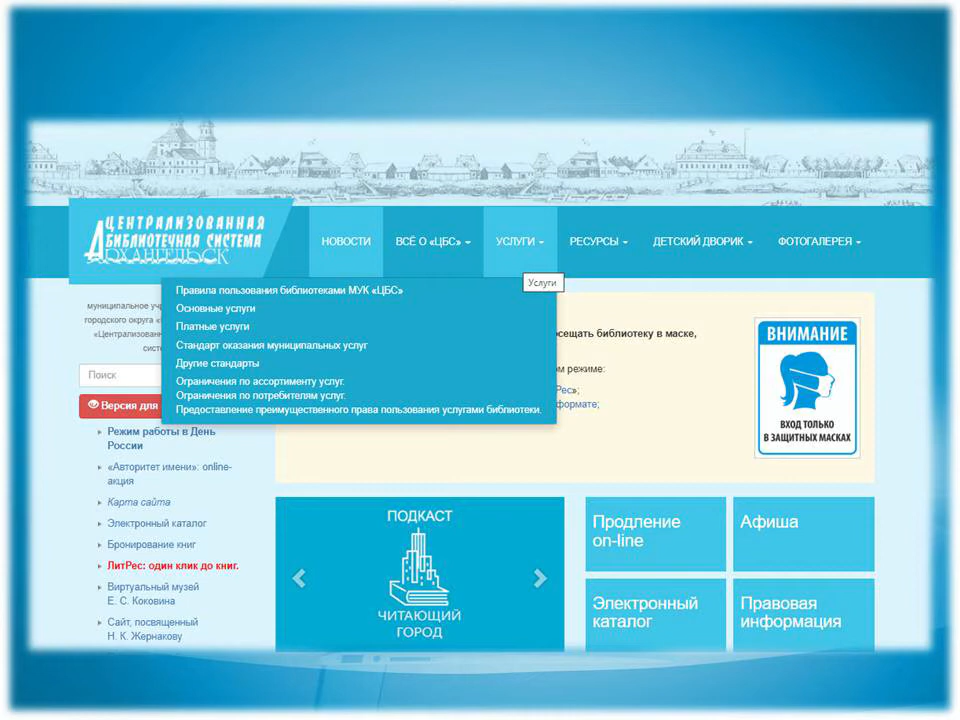 ЦЕНТРАЛИЗОВАННАЯ
БИБЛИОТЕЧНАЯ СИСТЕМА
АРХАНГЕЛЬСК
НОВОСТИ
ВСЁ О «ЦБС»
УСЛУГИ
РЕСУРСЫ
ДЕТСКИЙ ДВОРИК
ФОТОГАЛЕРЕЯ
Услуги
Правила пользования библиотеками МУК «ЦБС»
Основные услуги
Платные услуги
Стандарт оказания муниципальных услуг
Другие стандарты
Ограничения по ассортименту услуг.
Ограничения по потребителям услуг.
Предоставление преимущественного права пользования услугами библиотеки.
муниципальное
городского округа
«Централизован
сист
Поиск
Версия для
Режим работы в День
России
«Авторитет имени»: online-
акция
Карта сайта
Электронный каталог
Бронирование книг
ЛитРес: один клик до книг.
Виртуальный музей
Е. С. Коковина
Сайт, посвященный
Н. К. Жернакову
осещать библиотеку в маске,
ом режиме:
Рес»;
формате;
ВНИМАНИЕ
ВХОД ТОЛЬКО
В ЗАЩИТНЫХ МАСКАХ
ПОДКАСТ
ЧИТАЮЩИЙ
ГОРОД
Продление
on-line
Афиша
Электронный
каталог
Правовая
информация